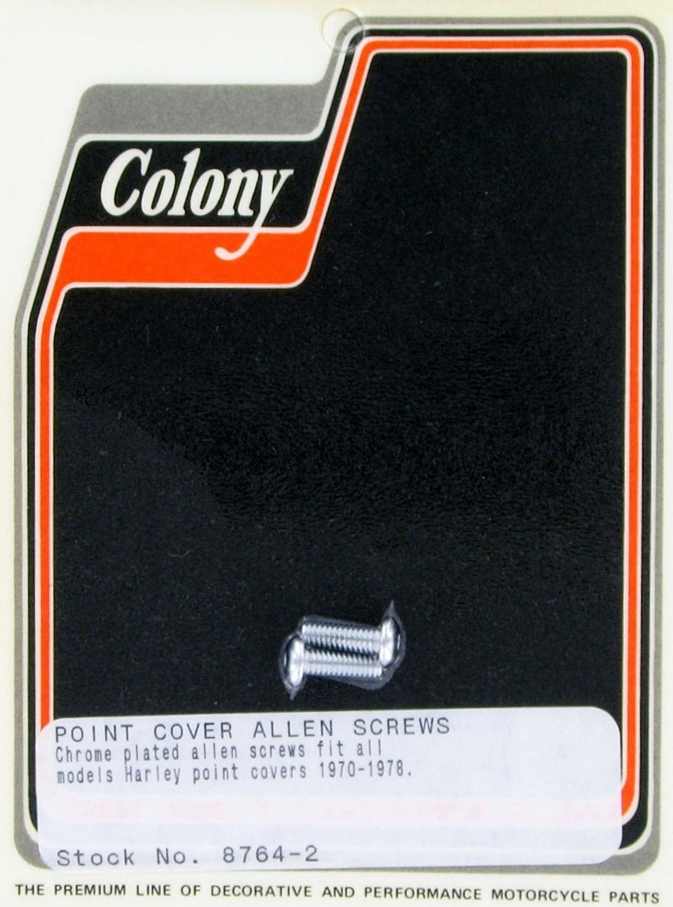 Colony
POINT COVER ALLEN SCREWS
Chrome plated allen screws fit all
models Harley point covers 1970-1978.
Stock No. 8764-2
THE PREMIUM LINE OF DECORATIVE AND PERFORMANCE MOTORCYCLE PARTS